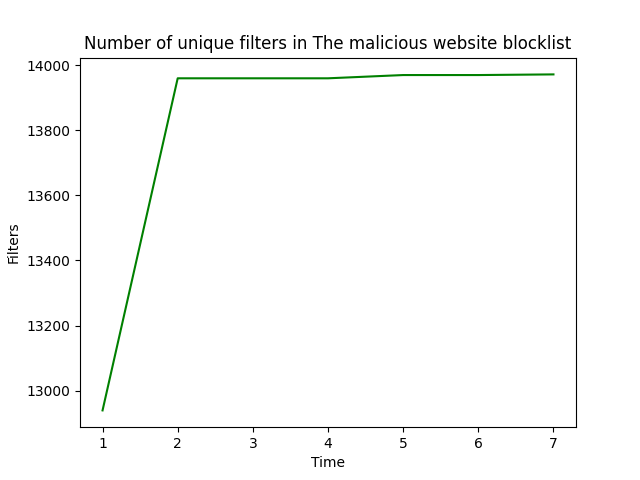 Number of unique filters in The malicious website blocklist
14000
13800
13600
13400
13200
13000
Filters
1 2 3 4 5 6 7
Time